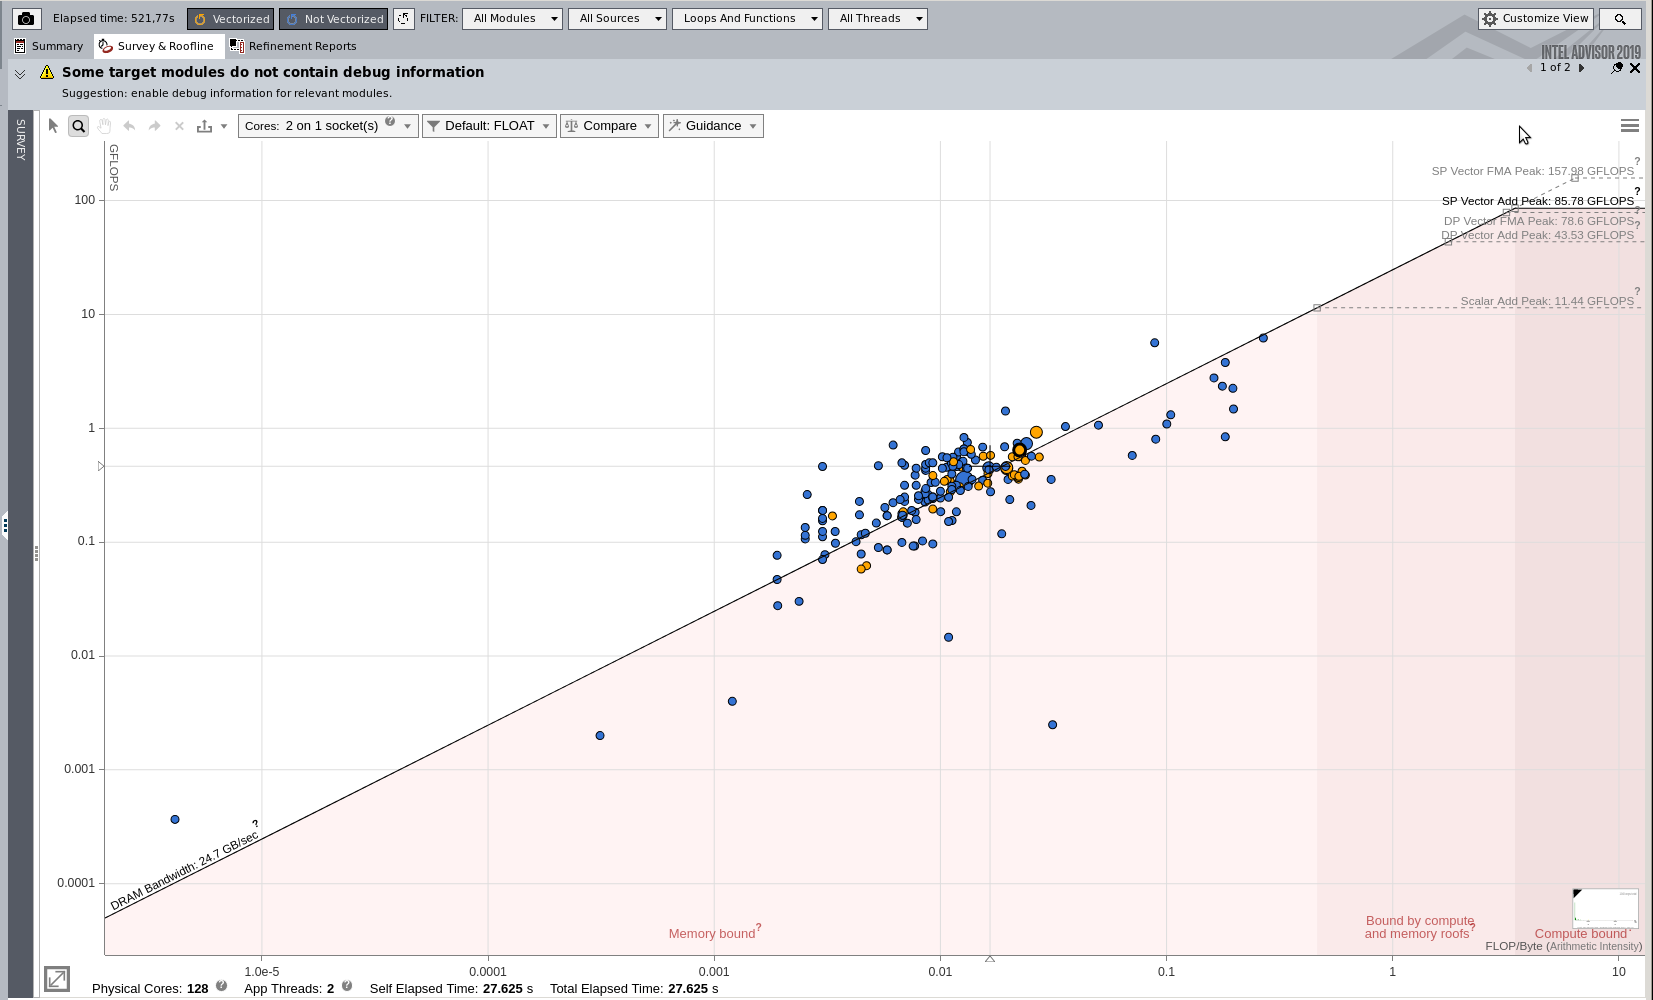 Elapsed time: 521,77s Vectorized Not Vectorized FILTER: All Modules All Sources Loops And Functions All Threads Customize View
Summary Survey & Roofline Refinement Reports INTEL ADVISOR 2019
Some target modules do not contain debug information 1 of 2
Suggestion: enable debug information for relevant modules.
SURVEY
Cores: 2 on 1 socket(s) ? Default: FLOAT Compare Guidance
GFLOPS
SP Vector FMA Peak: 157.98 GFLOPS ?
100
SP Vector Add Peak: 85.78 GFLOPS ?
DP Vector FMA Peak: 78.6 GFLOPS ?
DP Vector Add Peak: 43.53 GFLOPS ?
Scalar Add Peak: 11.44 GFLOPS ?
10
1
0.1
0.01
0.001
DRAM Bandwidth: 24.7 GB/sec ?
0.0001
Memory bound ?
Bound by compute
and memory roofs ?
Compute bound ?
FLOP/Byte (Arithmetic Intensity)
1.0e-5 0.0001 0.001 0.01 0.1 1 10
Physical Cores: 128 ? App Threads: 2 ? Self Elapsed Time: 27.625 s Total Elapsed Time: 27.625 s